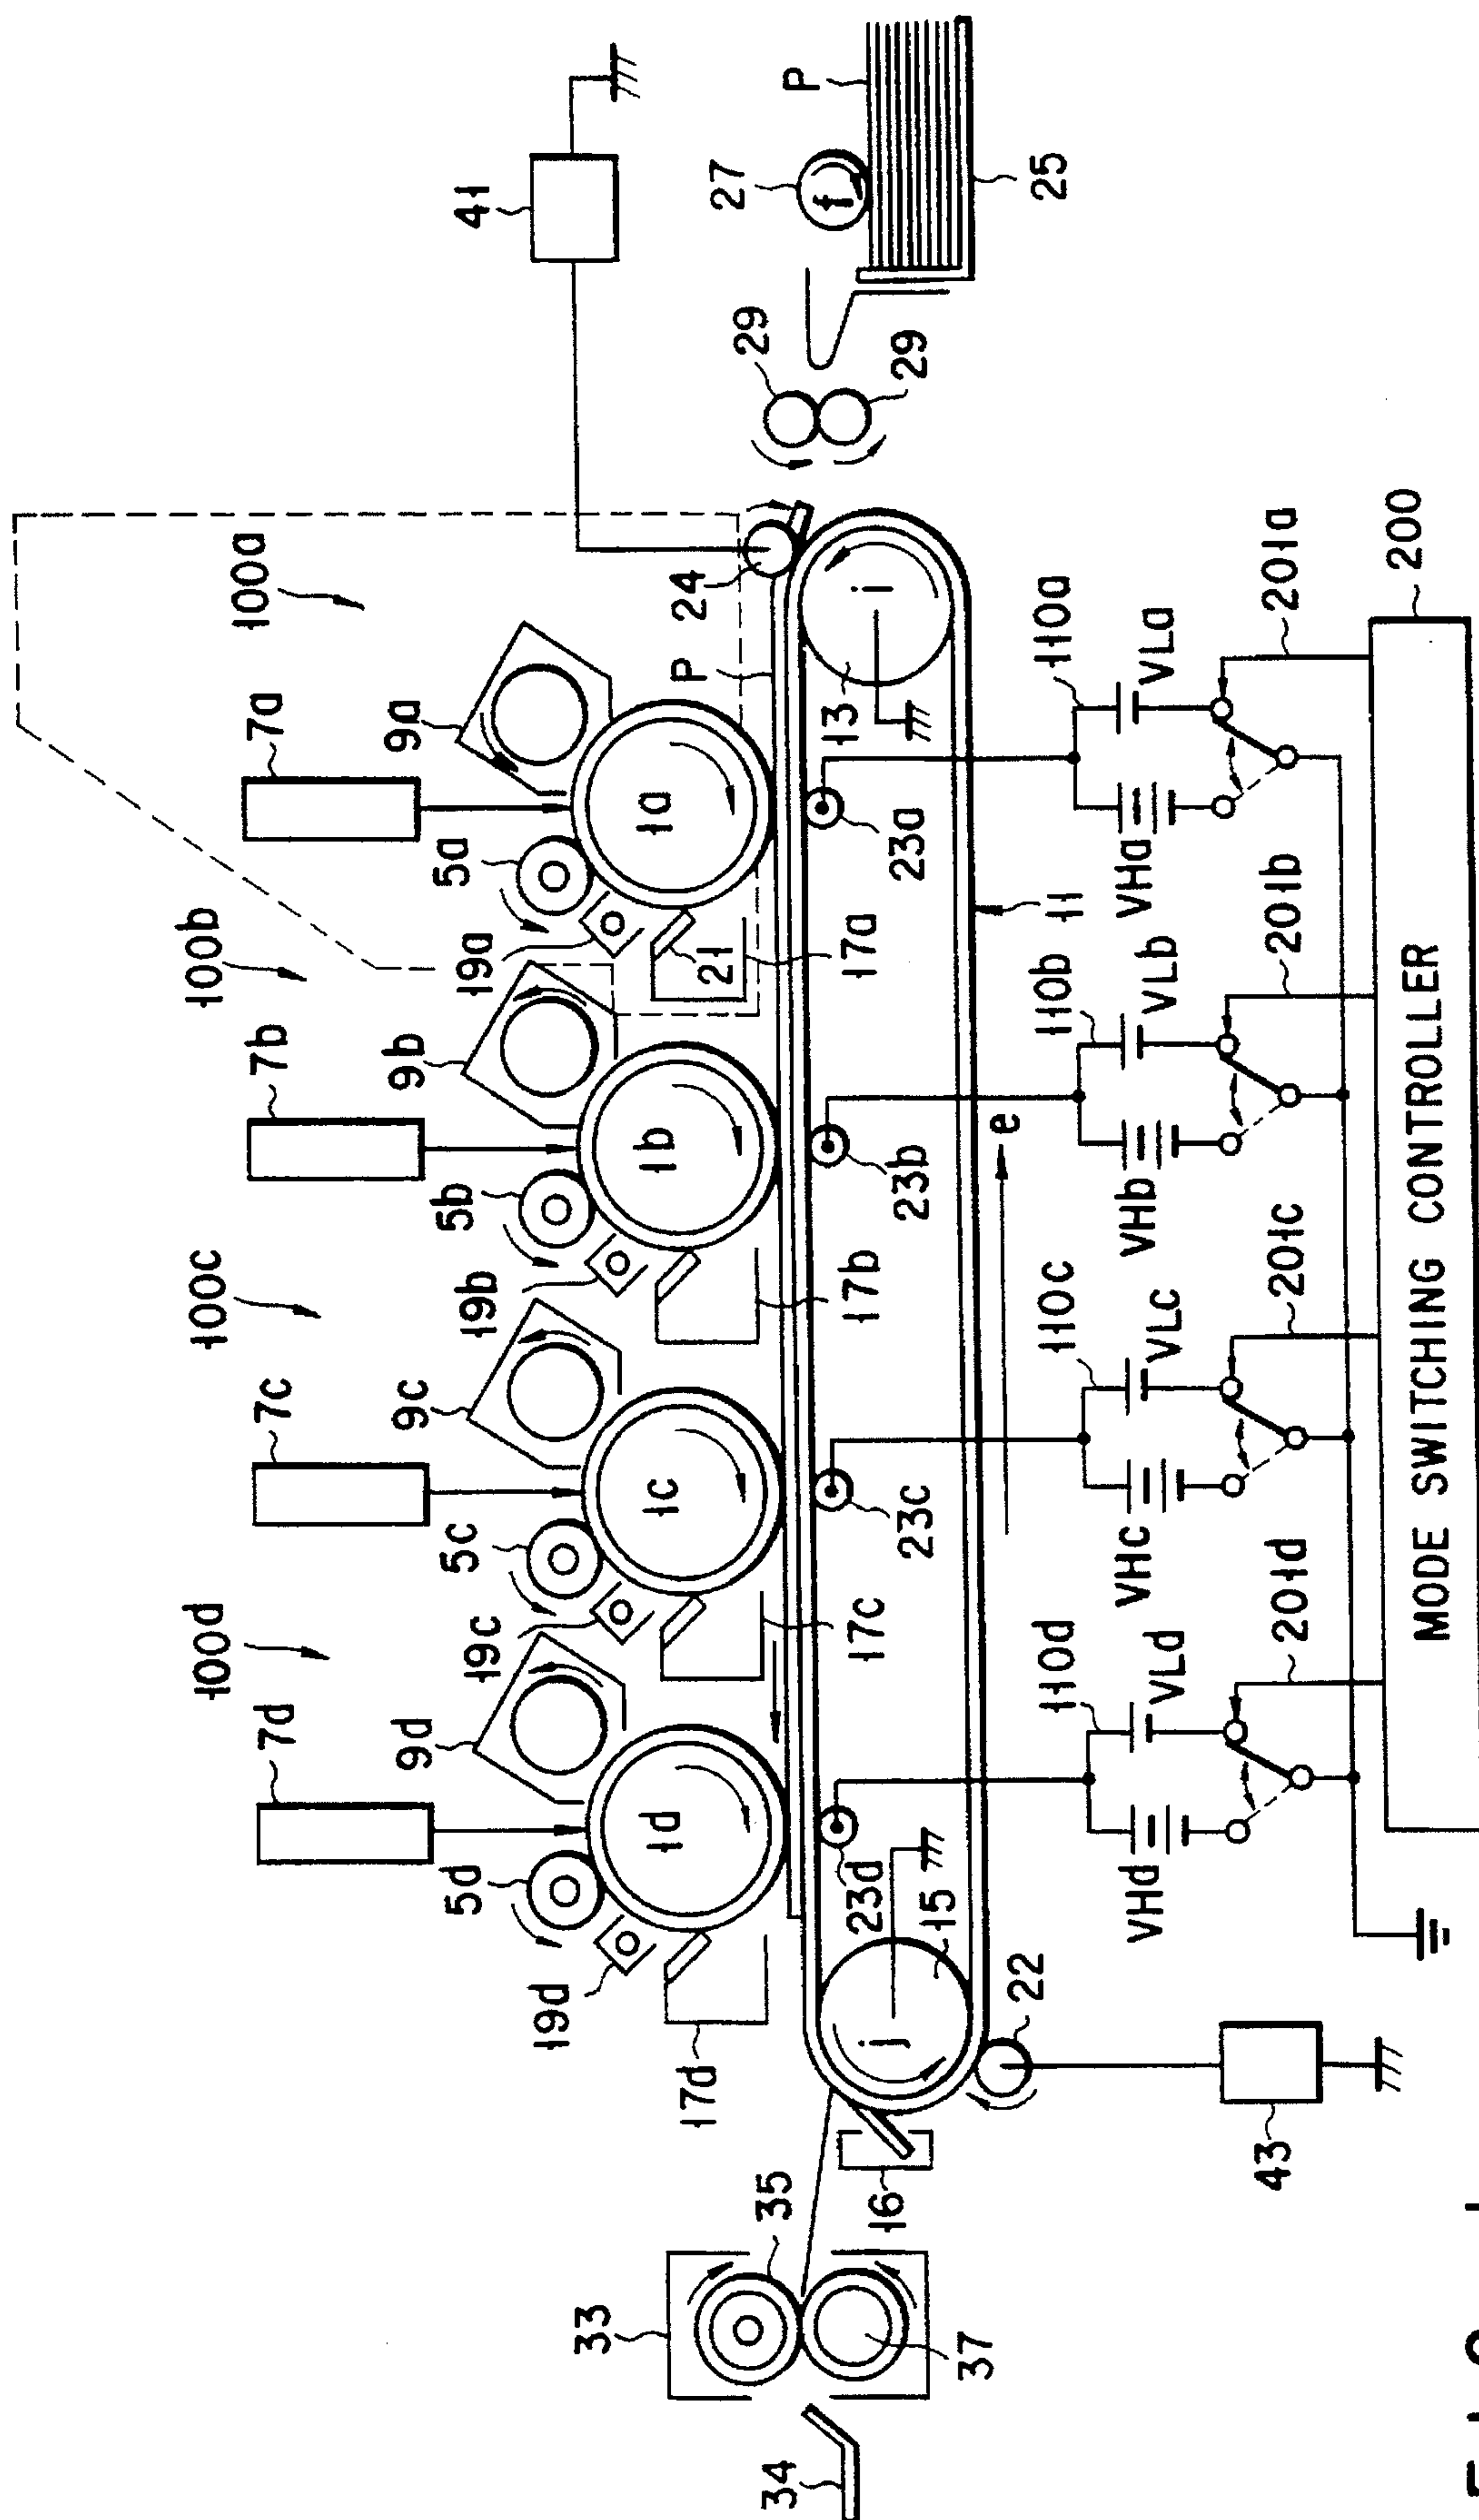 100d
100c
100b
100a
7d
7c
7b
7a
41
33
35
19d
5d
9d
19c
5c
9c
19b
5b
9b
19a
5a
9a
24
29
27
P
1d
1c
1b
1a
21
P
34
37
16
17d
j
15
23d
17c
23c
17b
23b
17a
23a
13
i
29
f
25
22
e
11
43
110d
110c
110b
110a
VHd
VLd
VHc
VLc
VHb
VLb
VHa
VLa
201d
201c
201b
201a
200
MODE SWITCHING CONTROLLER